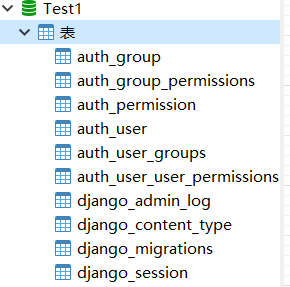 Test1
表
auth_group
auth_group_permissions
auth_permission
auth_user
auth_user_groups
auth_user_user_permissions
django_admin_log
django_content_type
django_migrations
django_session